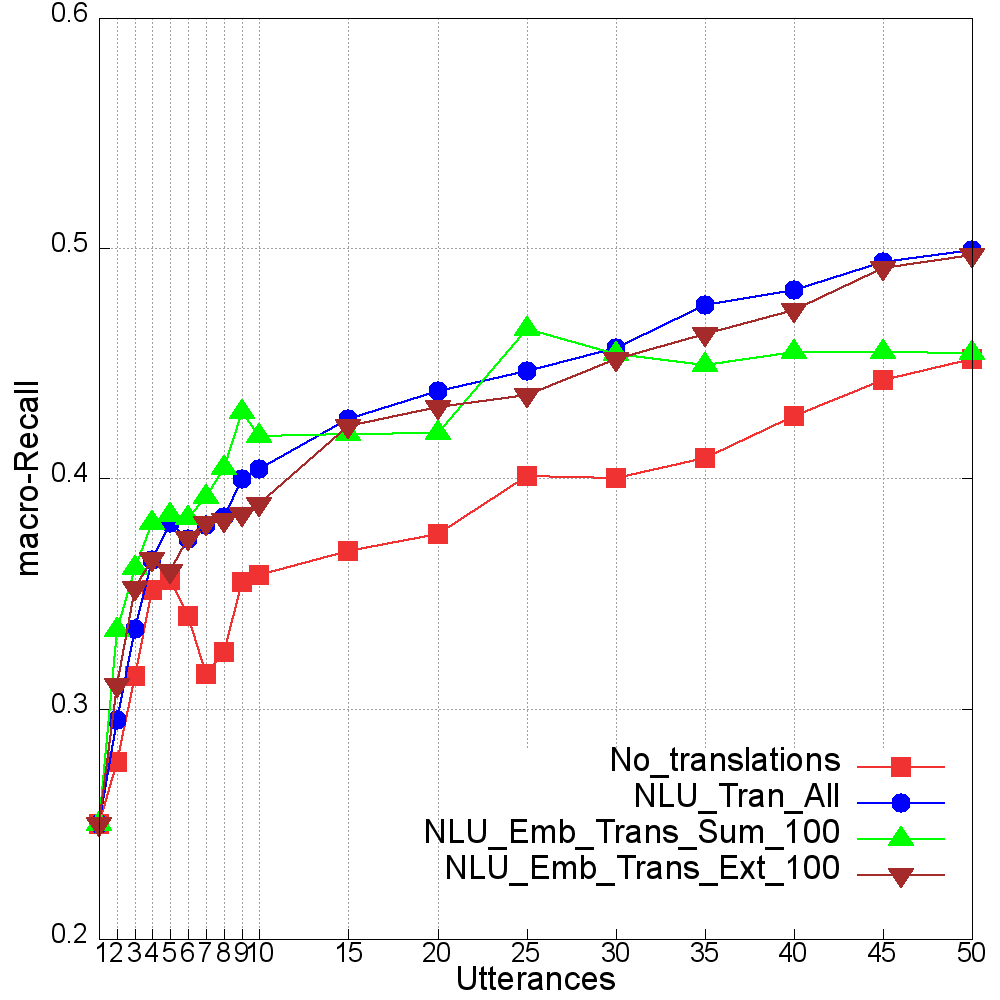 0.6
0.5
0.4
0.3
0.2
macro-Recall
No_translations
NLU_Tran_All
NLU_Emb_Trans_Sum_100
NLU_Emb_Trans_Ext_100
1 2 3 4 5 6 7 8 9 10 15 20 25 30 35 40 45 50
Utterances